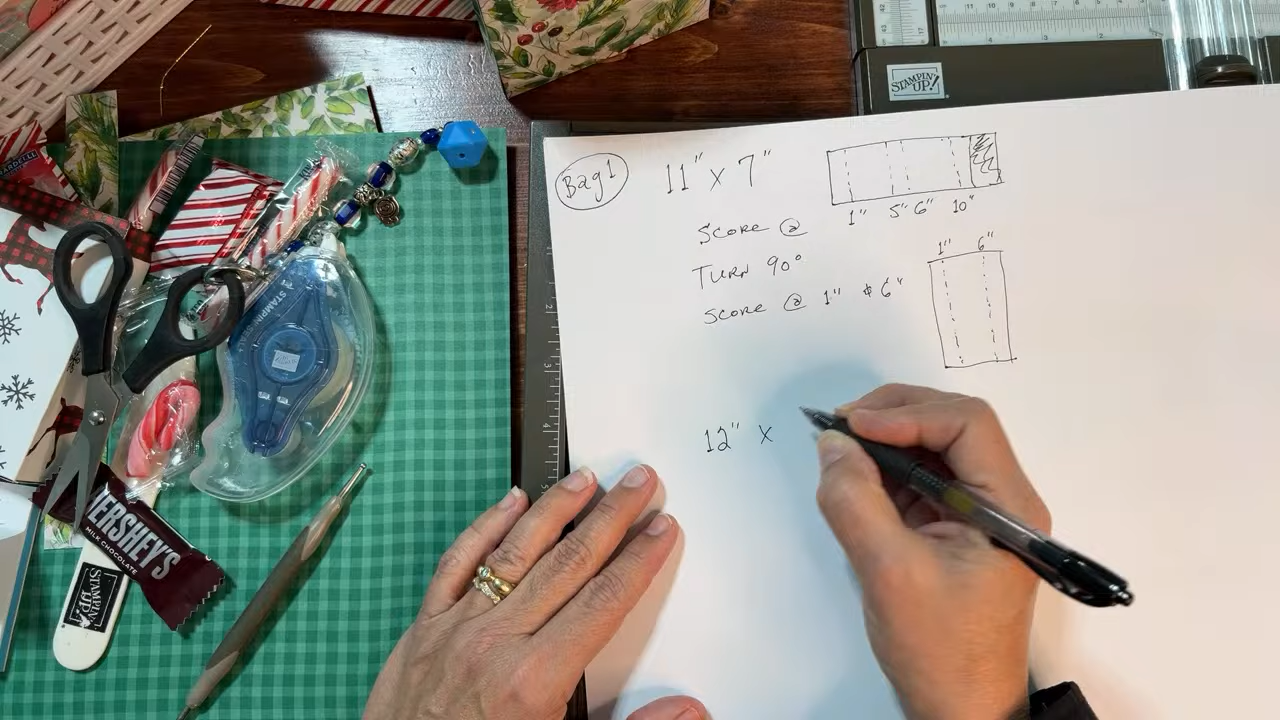 STAMPIN' UP!
Bag 1
11" x 7"
1" 5" 6" 10"
Score @
Turn 90°
Score @ 1" & 6"
1" 6"
12" x
STAMPIN
HERSHEY'S
MILK CHOCOLATE
STAMPIN' UP!